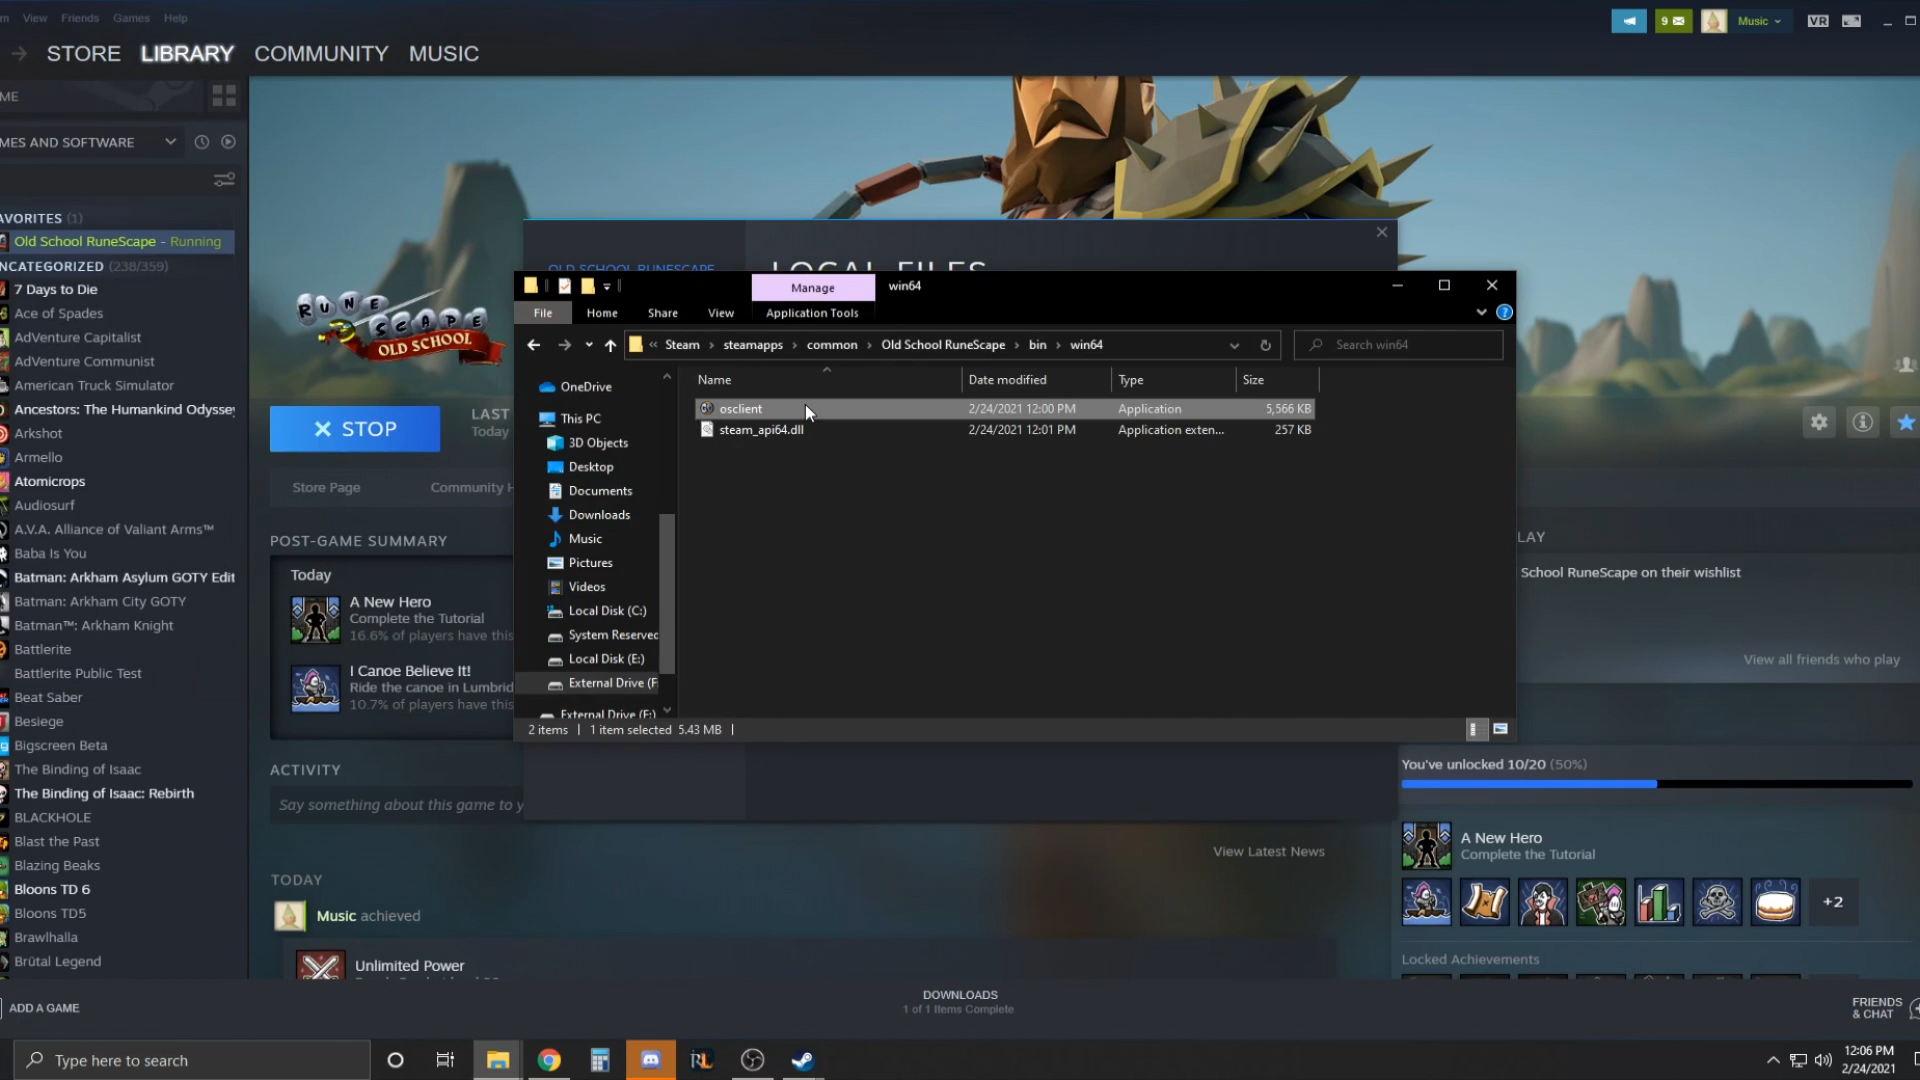 m View Friends Games Help
9
Music
VR
STORE LIBRARY COMMUNITY MUSIC
ME
MES AND SOFTWARE
AVORITES (1)
Old School RuneScape - Running
NCATEGORIZED (238/359)
7 Days to Die
Ace of Spades
AdVenture Capitalist
AdVenture Communist
American Truck Simulator
Ancestors: The Humankind Odyssey
Arkshot
Armello
Atomicrops
Audiosurf
A.V.A. Alliance of Valiant Arms™
Baba Is You
Batman: Arkham Asylum GOTY Edit
Batman: Arkham City GOTY
Batman™: Arkham Knight
Battlerite
Battlerite Public Test
Beat Saber
Besiege
Bigscreen Beta
The Binding of Isaac
The Binding of Isaac: Rebirth
BLACKHOLE
Blast the Past
Blazing Beaks
Bloons TD 6
Bloons TD5
Brawlhalla
Brütal Legend
ADD A GAME
RUNE
SCAPE
OLD SCHOOL
STOP
LAST
Today
Store Page Community H
POST-GAME SUMMARY
Today
A New Hero
Complete the Tutorial
16.6% of players have this
I Canoe Believe It!
Ride the canoe in Lumbrid
10.7% of players have this
ACTIVITY
Say something about this game to y
View Latest News
TODAY
Music achieved
Unlimited Power
OLD SCHOOL RUNESCAPE
LOCAL FILES
Manage
win64
File Home Share View Application Tools
« Steam › steamapps › common › Old School RuneScape › bin › win64
Search win64
Name Date modified Type Size
osclient 2/24/2021 12:00 PM Application 5,566 KB
steam_api64.dll 2/24/2021 12:01 PM Application exten... 257 KB
OneDrive
This PC
3D Objects
Desktop
Documents
Downloads
Music
Pictures
Videos
Local Disk (C:)
System Reserved
Local Disk (E:)
External Drive (F
External Drive (F:)
2 items | 1 item selected 5.43 MB |
LAY
School RuneScape on their wishlist
View all friends who play
You've unlocked 10/20 (50%)
A New Hero
Complete the Tutorial
+2
Locked Achievements
DOWNLOADS
1 of 1 Items Complete
FRIENDS
& CHAT
Type here to search
RL
12:06 PM
2/24/2021